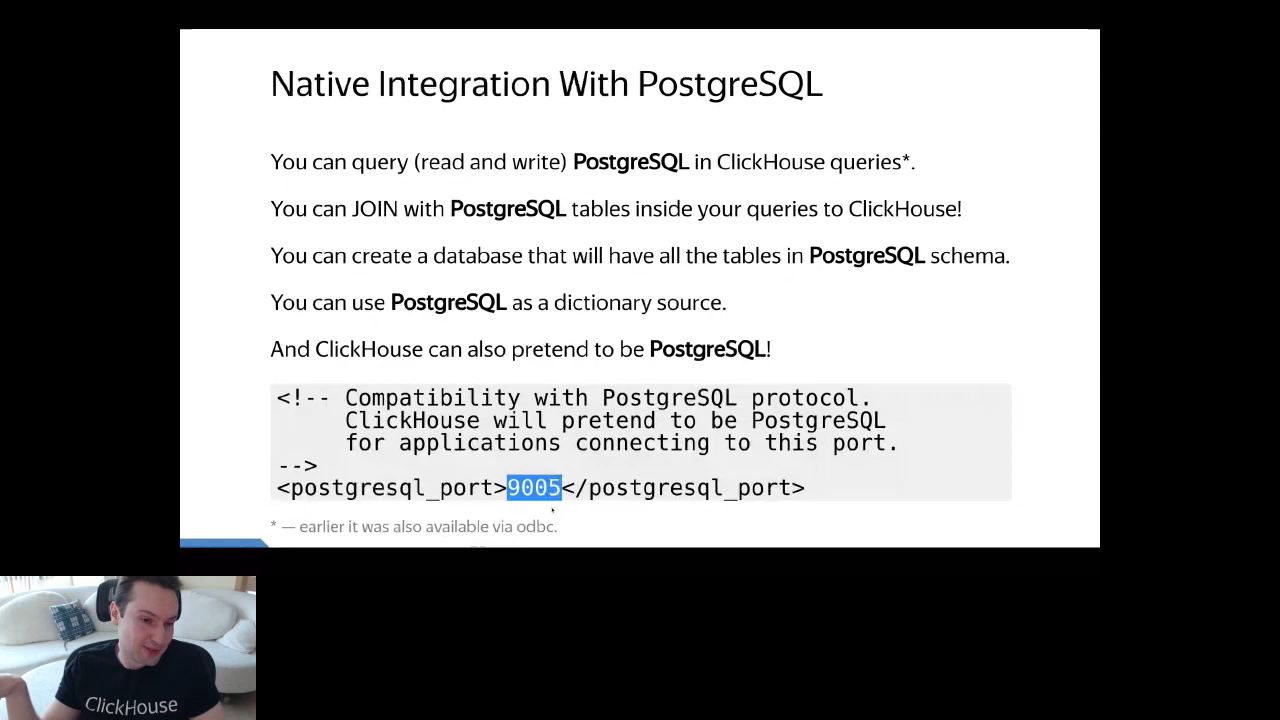 Native Integration With PostgreSQL
You can query (read and write) PostgreSQL in ClickHouse queries*.
You can JOIN with PostgreSQL tables inside your queries to ClickHouse!
You can create a database that will have all the tables in PostgreSQL schema.
You can use PostgreSQL as a dictionary source.
And ClickHouse can also pretend to be PostgreSQL!
<!-- Compatibility with PostgreSQL protocol.
ClickHouse will pretend to be PostgreSQL
for applications connecting to this port.
-->
<postgresql_port>9005</postgresql_port>
* — earlier it was also available via odbc.
ClickHouse